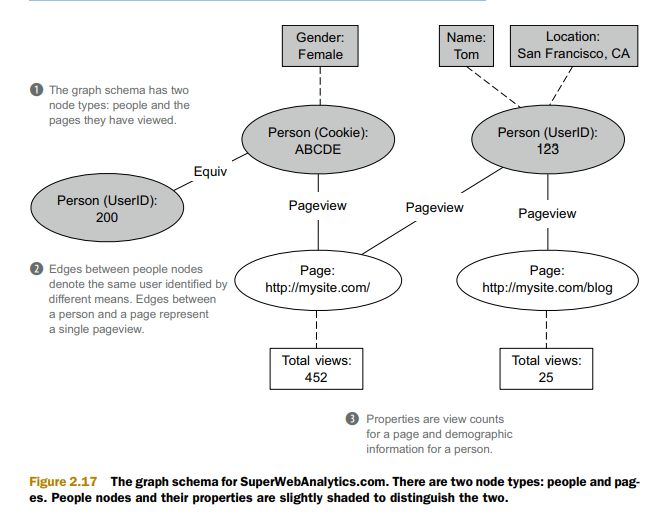 Gender:
Female
Name:
Tom
Location:
San Francisco, CA
1 The graph schema has two
node types: people and the
pages they have viewed.
Person (Cookie):
ABCDE
Person (UserID):
123
Equiv
Person (UserID):
200
Pageview
Pageview
Pageview
2 Edges between people nodes
denote the same user identified by
different means. Edges between
a person and a page represent
a single pageview.
Page:
http://mysite.com/
Page:
http://mysite.com/blog
Total views:
452
Total views:
25
3 Properties are view counts
for a page and demographic
information for a person.
Figure 2.17 The graph schema for SuperWebAnalytics.com. There are two node types: people and pag-
es. People nodes and their properties are slightly shaded to distinguish the two.